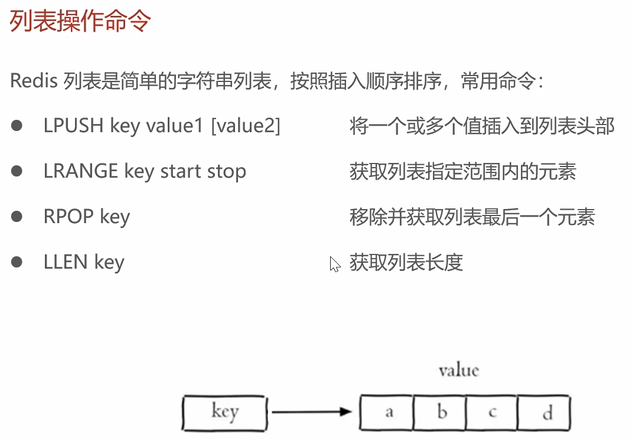 列表操作命令
Redis 列表是简单的字符串列表，按照插入顺序排序，常用命令：
● LPUSH key value1 [value2] 将一个或多个值插入到列表头部
● LRANGE key start stop 获取列表指定范围内的元素
● RPOP key 移除并获取列表最后一个元素
● LLEN key 获取列表长度
value
key a b c d